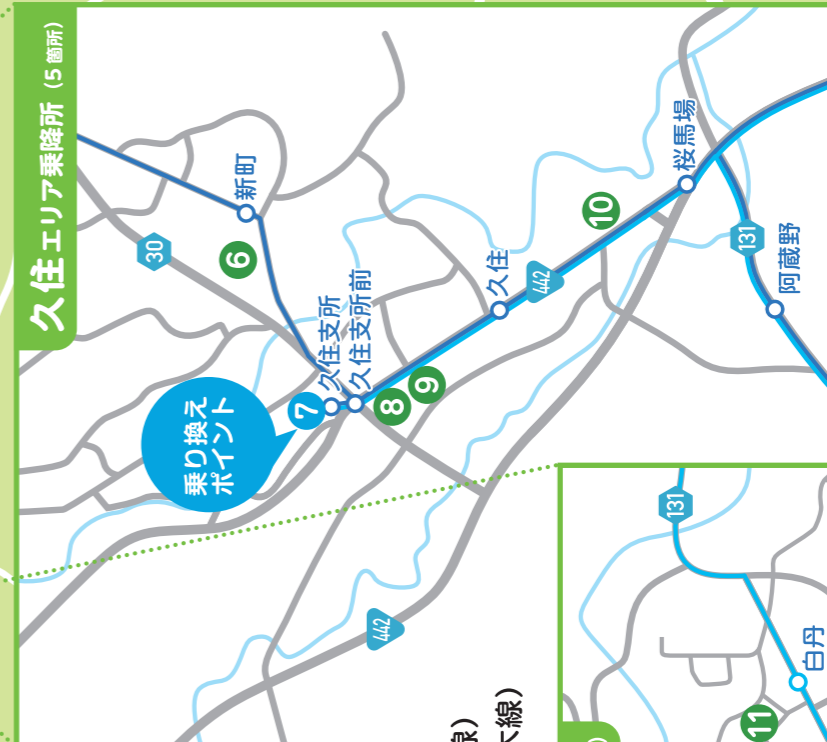 久住エリア乗降所（5箇所）
30
新町
6
乗り換え
ポイント
7
久住支所
久住支所前
8
9
久住
442
10
桜馬場
131
阿蔵野
442
131
白丹
11
線）
線）
）